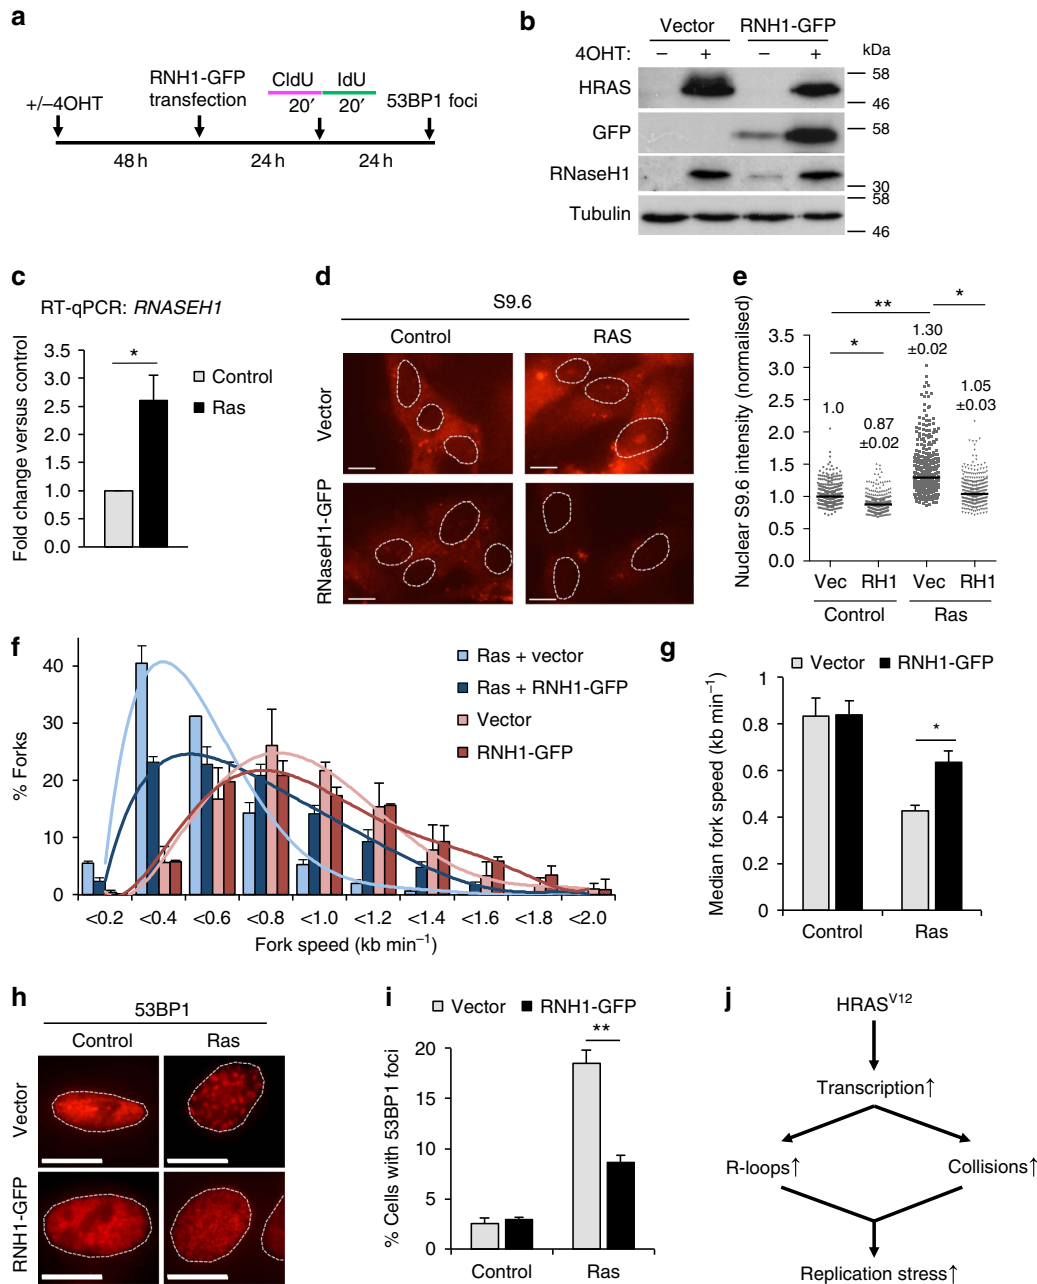 a
RNH1-GFP
transfection
CldU
IdU
20′
20′
+/–4OHT
53BP1 foci
48 h
24 h
24 h
b
Vector
RNH1-GFP
4OHT: – + – +
kDa
HRAS
58
46
GFP
58
RNaseH1
30
Tubulin
58
46
c
RT-qPCR: RNASEH1
Fold change versus control
3.5
3.0
2.5
2.0
1.5
1.0
0.5
0.0
*
Control
Ras
d
S9.6
Control
RAS
Vector
RNaseH1-GFP
e
Nuclear S9.6 intensity (normailsed)
3.5
3.0
2.5
2.0
1.5
1.0
0.5
0.0
**
*
*
1.0
0.87
±0.02
1.30
±0.02
1.05
±0.03
Vec RH1 Vec RH1
Control
Ras
f
% Forks
40
30
20
10
0
Ras + vector
Ras + RNH1-GFP
Vector
RNH1-GFP
<0.2 <0.4 <0.6 <0.8 <1.0 <1.2 <1.4 <1.6 <1.8 <2.0
Fork speed (kb min⁻¹)
g
Vector
RNH1-GFP
Median fork speed (kb min⁻¹)
1
0.8
0.6
0.4
0.2
0
*
Control
Ras
h
53BP1
Control
Ras
Vector
RNH1-GFP
i
Vector
RNH1-GFP
% Cells with 53BP1 foci
20
15
10
5
0
**
Control
Ras
j
HRAS^V12
Transcription↑
R-loops↑
Collisions↑
Replication stress↑